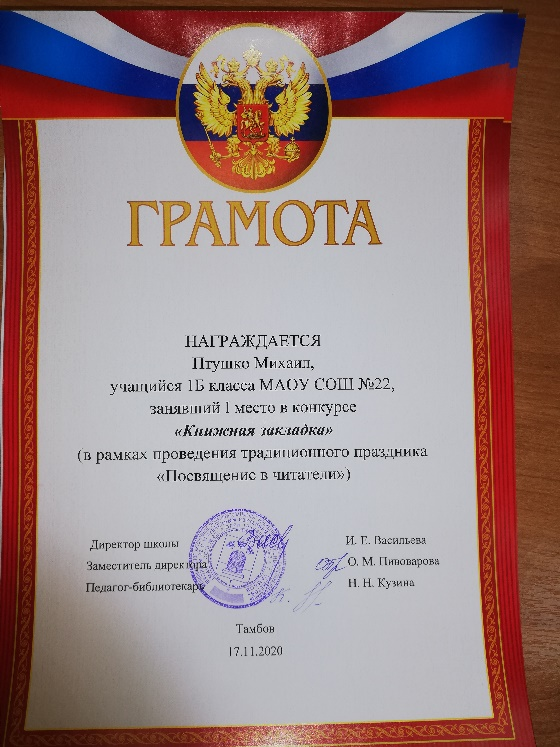 ГРАМОТА
НАГРАЖДАЕТСЯ
Птушко Михаил,
учащийся 1Б класса МАОУ СОШ №22,
занявший I место в конкурсе
«Книжная закладка»
(в рамках проведения традиционного праздника
«Посвящение в читатели»)
Директор школы И. Е. Васильева
Заместитель директора О. М. Пивоварова
Педагог-библиотекарь Н. Н. Кузина
Тамбов
17.11.2020